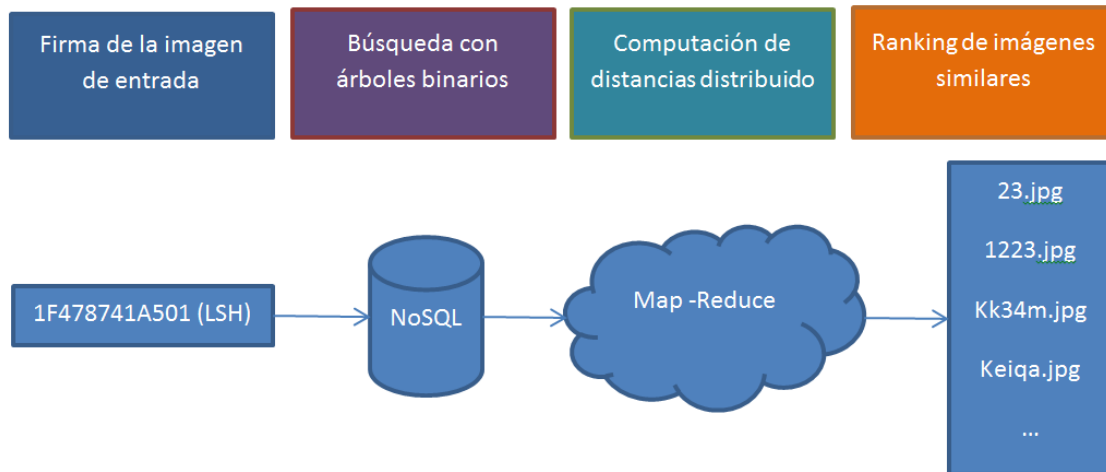 Firma de la imagen
de entrada
Búsqueda con
árboles binarios
Computación de
distancias distribuido
Ranking de imágenes
similares
1F478741A501 (LSH)
NoSQL
Map -Reduce
23.jpg
1223.jpg
Kk34m.jpg
Keiqa.jpg
...